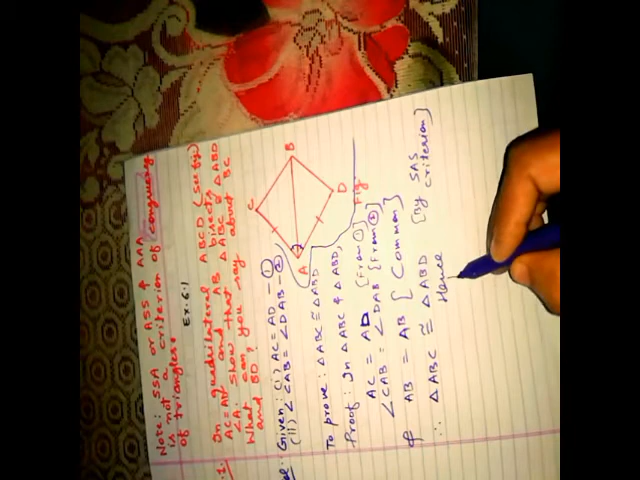 Note: SSA or ASS & AAA
is not a criterion of congruency
of triangles.
Ex. 6.1
Q.1. In quadrilateral ABCD (see fig)
AC = AD and AB bisects
∠A. Show that △ABC ≅ △ABD
What can you say about BC
and BD?
Sol. Given: (i) AC = AD - ①
(ii) ∠CAB = ∠DAB - ②
C
B
A
D
Fig.
To prove: △ABC ≅ △ABD
Proof: In △ABC & △ABD,
AC = AD [From ①]
∠CAB = ∠DAB [From ②]
& AB = AB [Common]
∴ △ABC ≅ △ABD [By SAS
criterion]
Hence